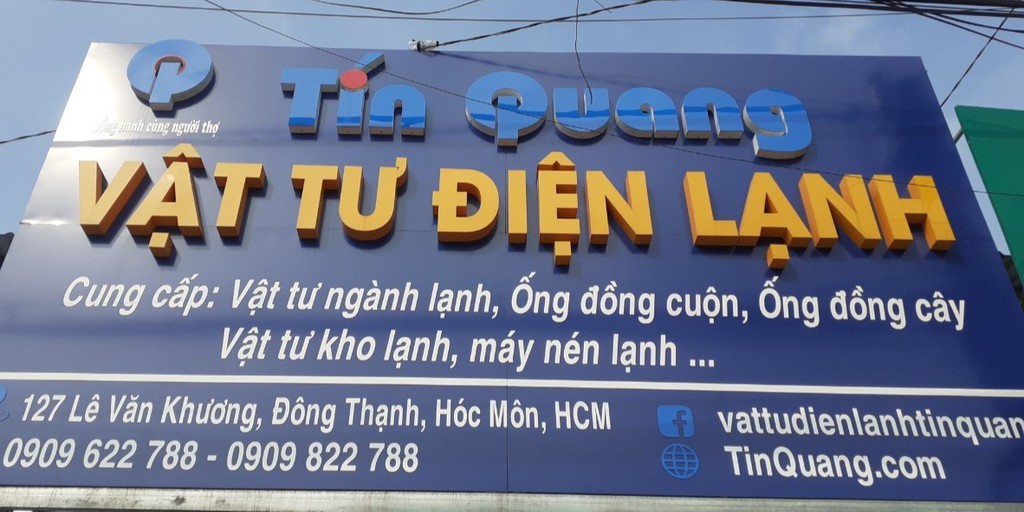 Tín Quang
Đồng hành cùng người thợ
VẬT TƯ ĐIỆN LẠNH
Cung cấp: Vật tư ngành lạnh, Ống đồng cuộn, Ống đồng cây
Vật tư kho lạnh, máy nén lạnh ...
127 Lê Văn Khương, Đông Thạnh, Hóc Môn, HCM
0909 622 788 - 0909 822 788
vattudienlanhtinquan
TinQuang.com